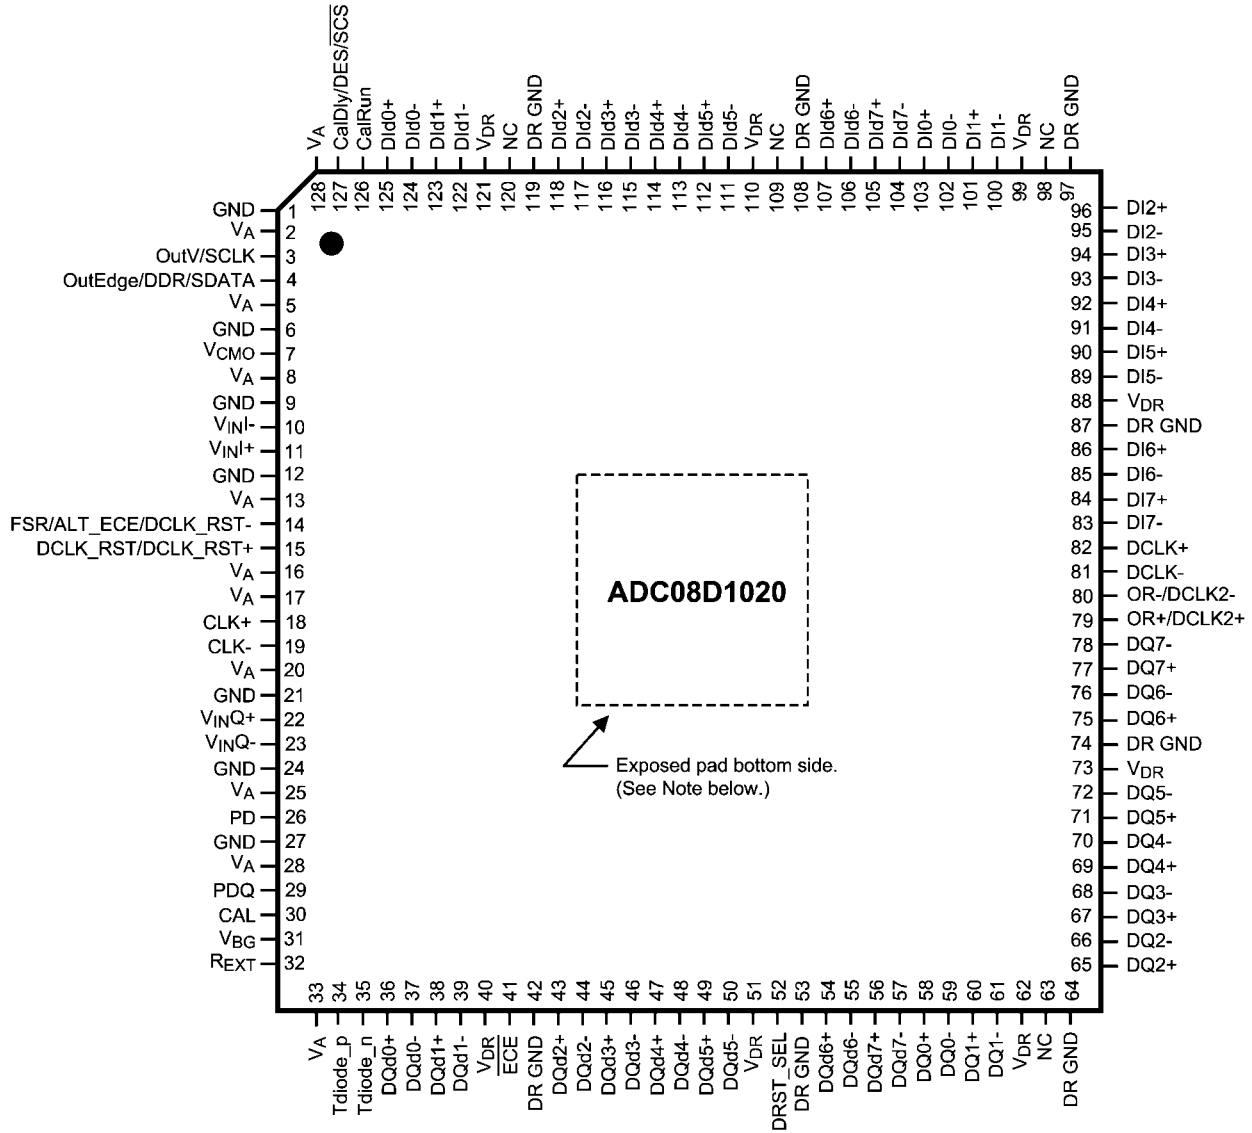 VA
CalDly/DES/SCS
CalRun
DId0+
DId0-
DId1+
DId1-
VDR
NC
DR GND
DId2+
DId2-
DId3+
DId3-
DId4+
DId4-
DId5+
DId5-
VDR
NC
DR GND
DId6+
DId6-
DId7+
DId7-
DI0+
DI0-
DI1+
DI1-
VDR
NC
DR GND
128
127
126
125
124
123
122
121
120
119
118
117
116
115
114
113
112
111
110
109
108
107
106
105
104
103
102
101
100
99
98
97
GND 1
VA 2
OutV/SCLK 3
OutEdge/DDR/SDATA 4
VA 5
GND 6
VCMO 7
VA 8
GND 9
VINI- 10
VINI+ 11
GND 12
VA 13
FSR/ALT_ECE/DCLK_RST- 14
DCLK_RST/DCLK_RST+ 15
VA 16
VA 17
CLK+ 18
CLK- 19
VA 20
GND 21
VINQ+ 22
VINQ- 23
GND 24
VA 25
PD 26
GND 27
VA 28
PDQ 29
CAL 30
VBG 31
REXT 32
ADC08D1020
Exposed pad bottom side.
(See Note below.)
96 DI2+
95 DI2-
94 DI3+
93 DI3-
92 DI4+
91 DI4-
90 DI5+
89 DI5-
88 VDR
87 DR GND
86 DI6+
85 DI6-
84 DI7+
83 DI7-
82 DCLK+
81 DCLK-
80 OR-/DCLK2-
79 OR+/DCLK2+
78 DQ7-
77 DQ7+
76 DQ6-
75 DQ6+
74 DR GND
73 VDR
72 DQ5-
71 DQ5+
70 DQ4-
69 DQ4+
68 DQ3-
67 DQ3+
66 DQ2-
65 DQ2+
33
34
35
36
37
38
39
40
41
42
43
44
45
46
47
48
49
50
51
52
53
54
55
56
57
58
59
60
61
62
63
64
VA
Tdiode_p
Tdiode_n
DQd0+
DQd0-
DQd1+
DQd1-
VDR
ECE
DR GND
DQd2+
DQd2-
DQd3+
DQd3-
DQd4+
DQd4-
DQd5+
DQd5-
VDR
DRST_SEL
DR GND
DQd6+
DQd6-
DQd7+
DQd7-
DQ0+
DQ0-
DQ1+
DQ1-
VDR
NC
DR GND